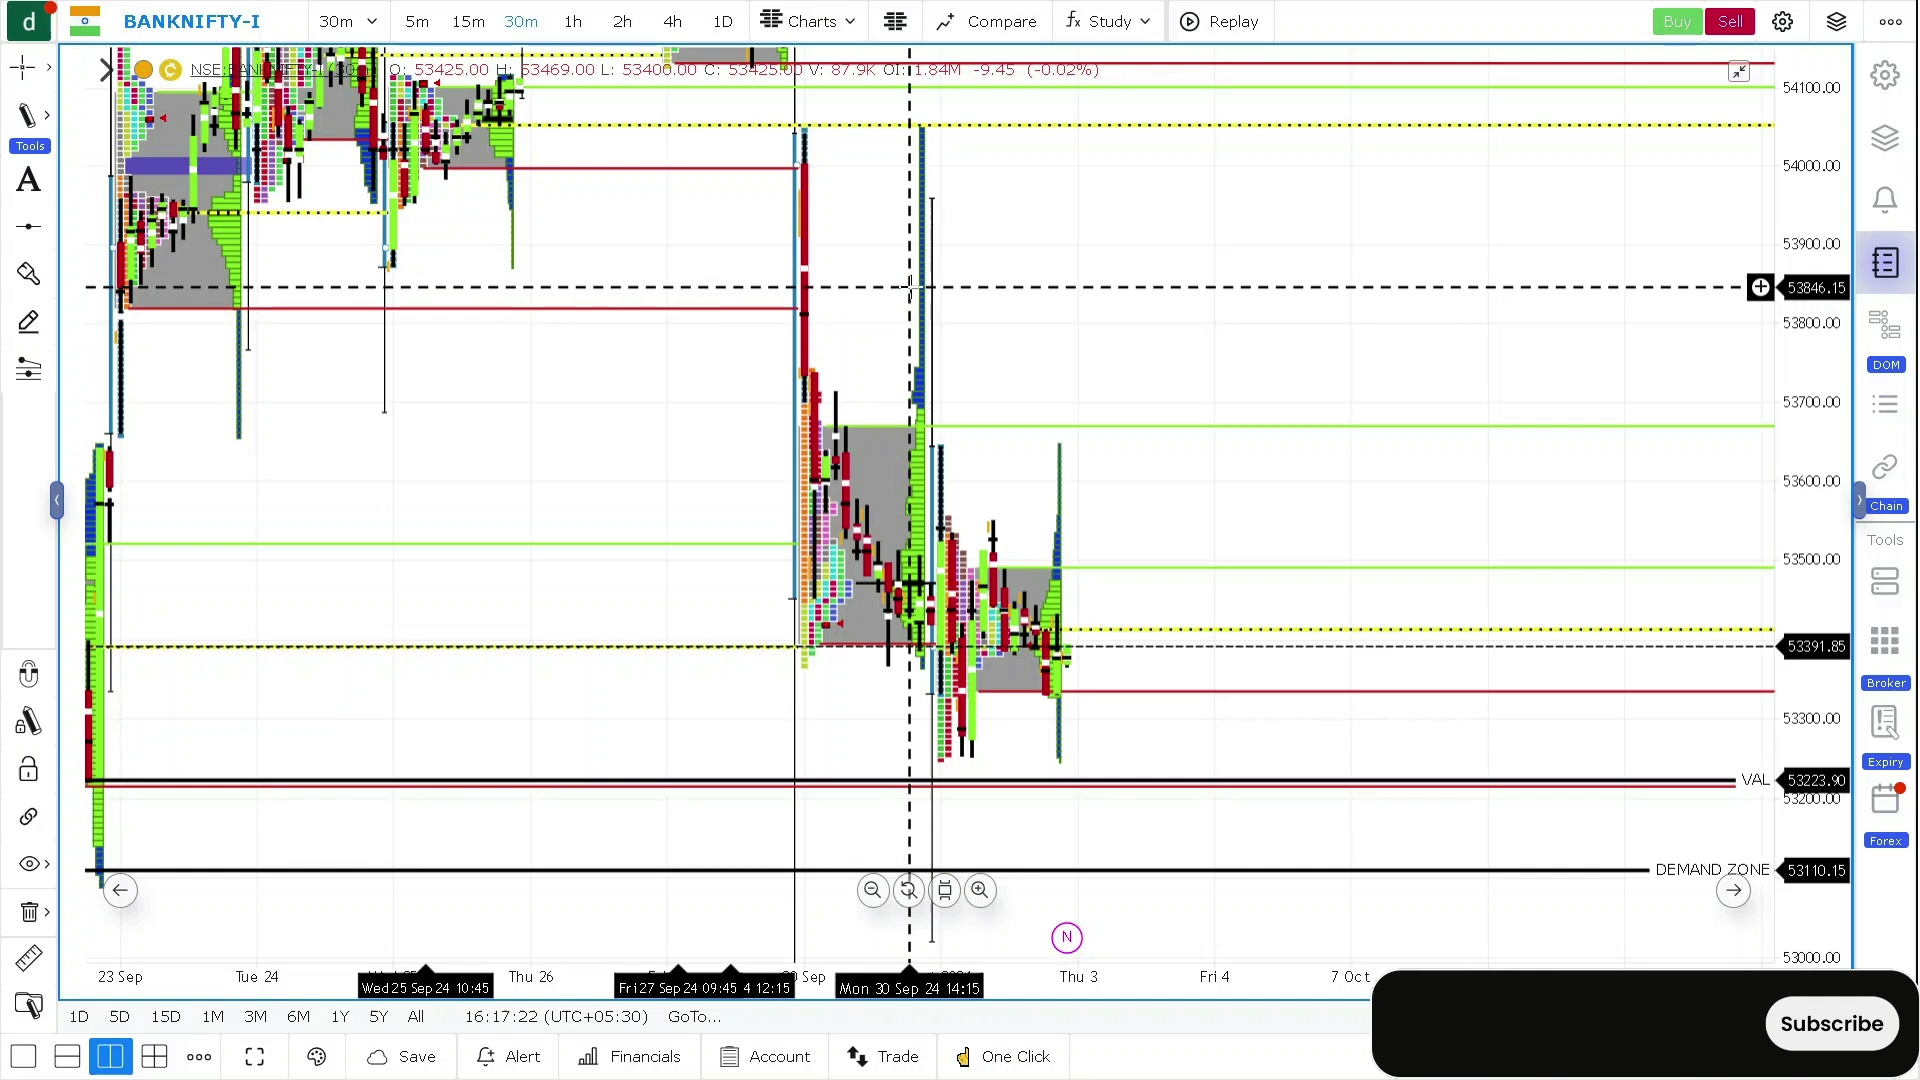 d
BANKNIFTY-I
30m
5m
15m
30m
1h
2h
4h
1D
Charts
Compare
fx Study
Replay
Buy
Sell
NSE:BANKNIFTY-I (30m) O: 53425.00 H: 53469.00 L: 53400.00 C: 53425.00 V: 87.9K OI: 1.84M -9.45 (-0.02%)
Tools
A
54100.00
54000.00
53900.00
53846.15
53800.00
53700.00
53600.00
53500.00
53391.85
53300.00
VAL 53223.90
53200.00
DEMAND ZONE 53110.15
53000.00
DOM
Chain
Tools
Broker
Expiry
Forex
N
23 Sep
Tue 24
Thu 26
Thu 3
Fri 4
7 Oct
Wed 25 Sep 24 10:45
Fri 27 Sep 24 09:45
4 12:15
Mon 30 Sep 24 14:15
1D
5D
15D
1M
3M
6M
1Y
5Y
All
16:17:22 (UTC+05:30)
GoTo...
Save
Alert
Financials
Account
Trade
One Click
Subscribe